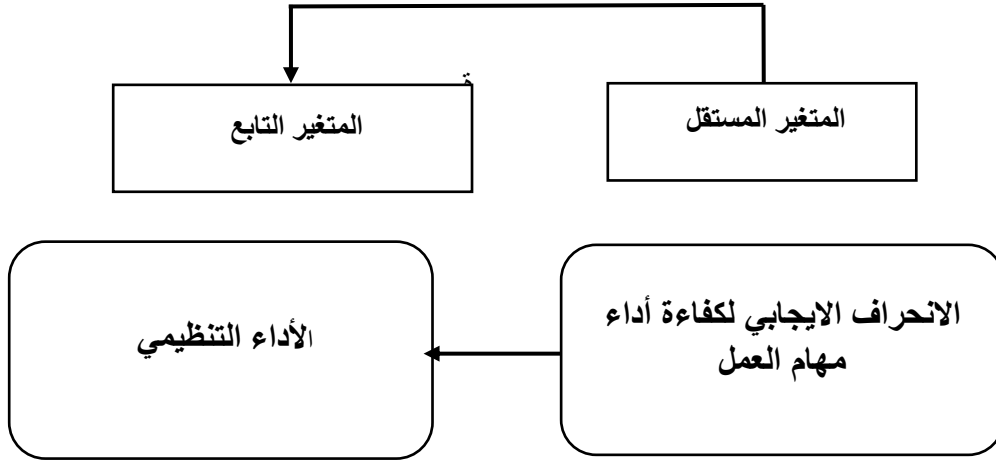 المتغير المستقل
المتغير التابع
الانحراف الايجابي لكفاءة أداء
مهام العمل
الأداء التنظيمي